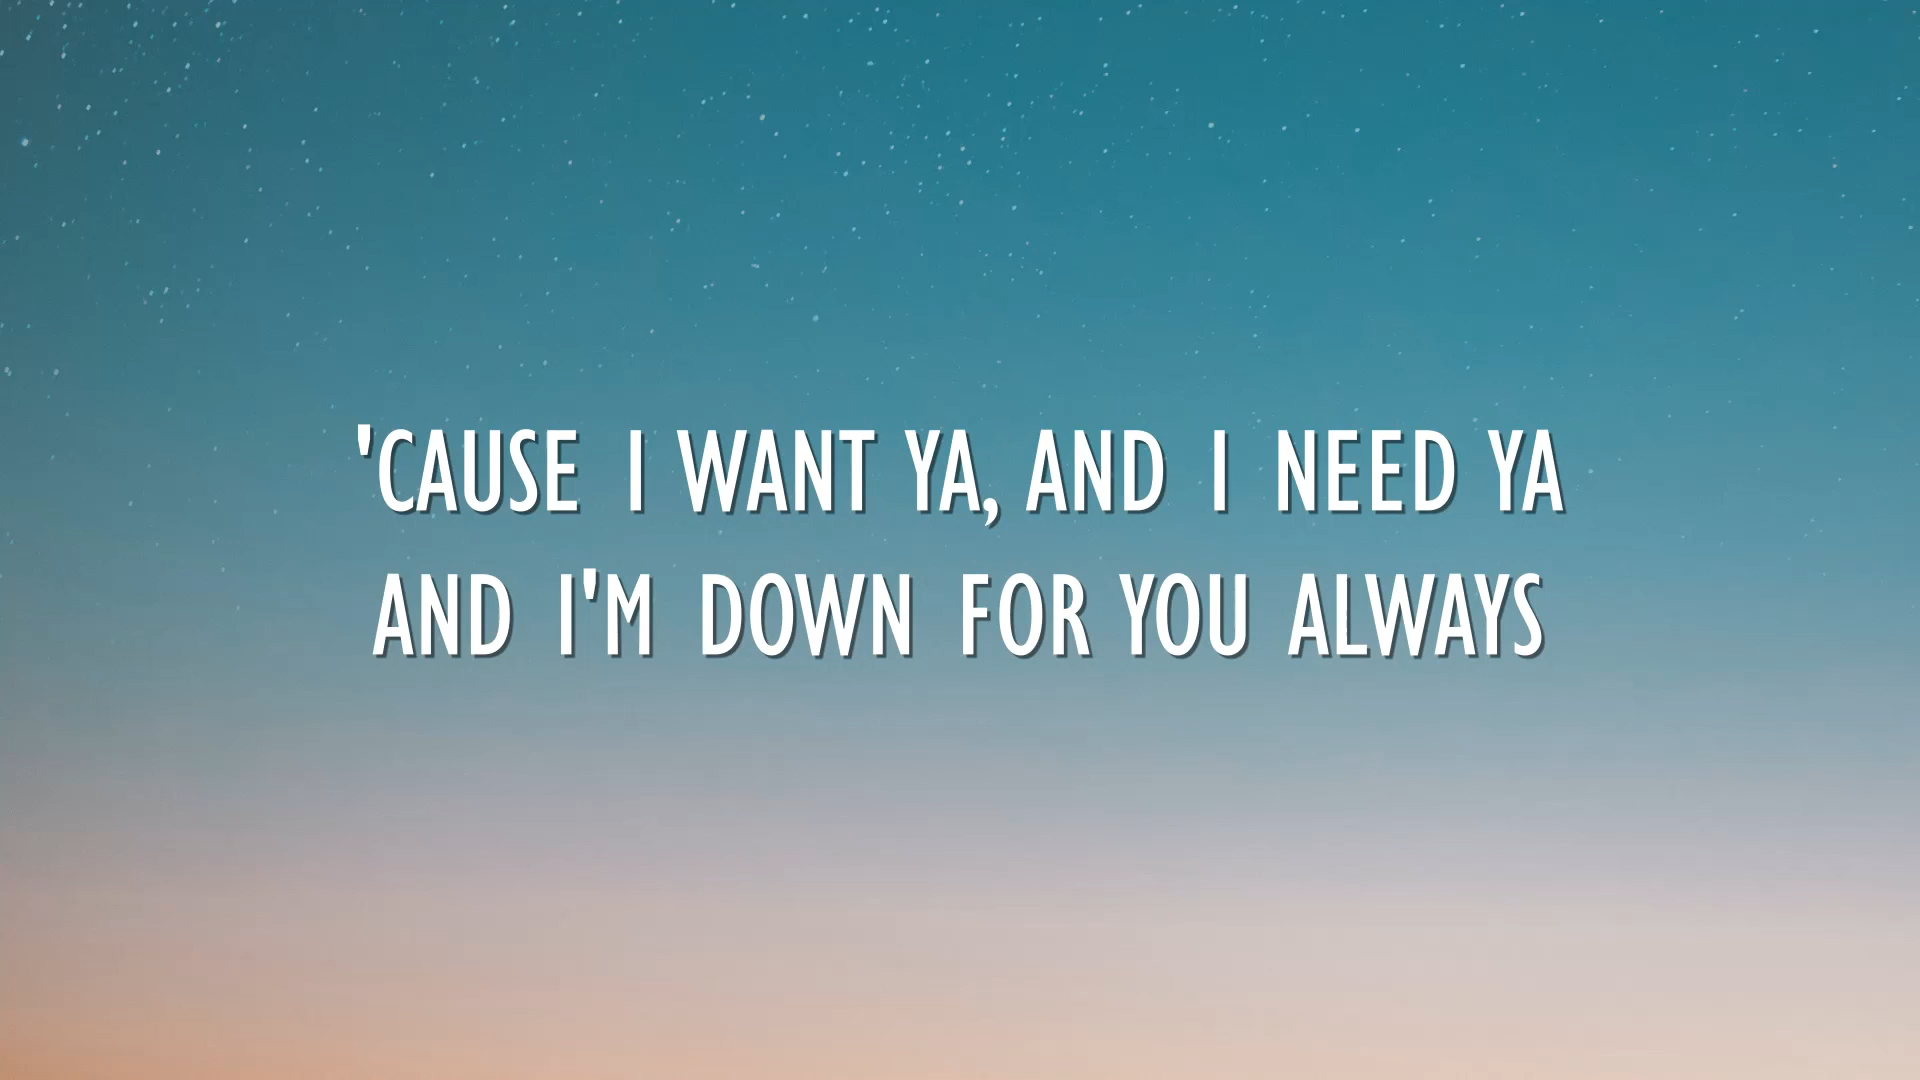 'CAUSE I WANT YA, AND I NEED YA
AND I'M DOWN FOR YOU ALWAYS